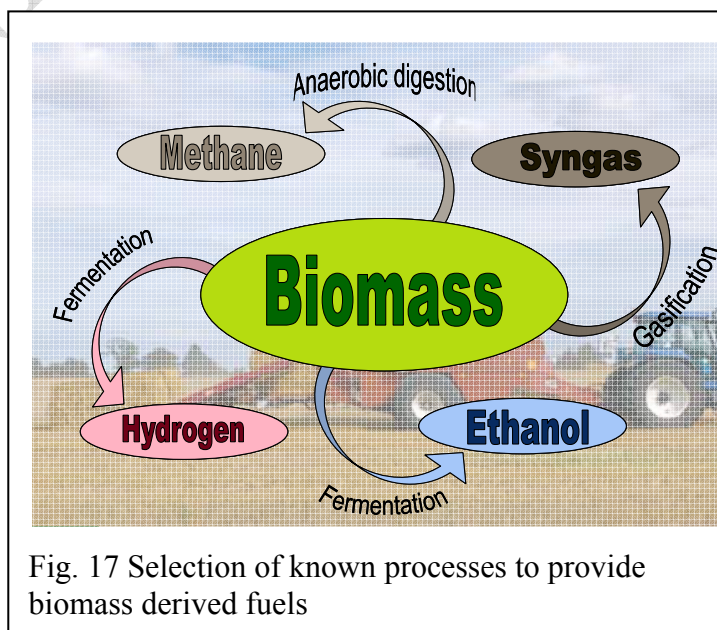 Anaerobic digestion
Methane
Syngas
Fermentation
Biomass
Gasification
Hydrogen
Ethanol
Fermentation
Fig. 17 Selection of known processes to provide
biomass derived fuels